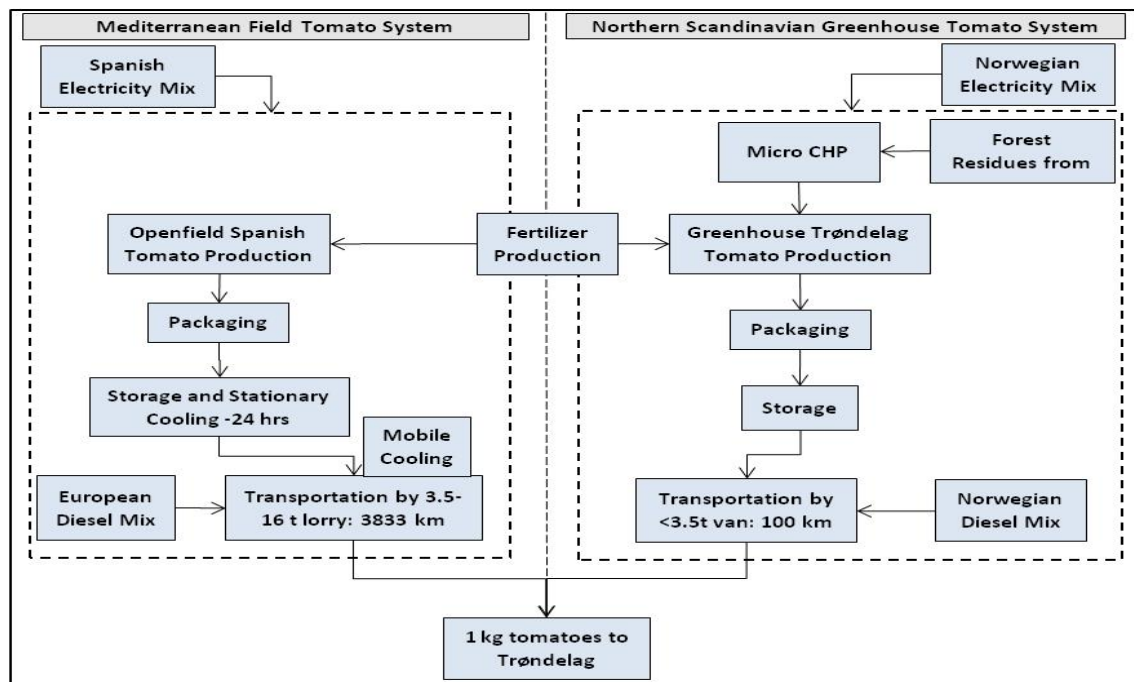 Mediterranean Field Tomato System
Northern Scandinavian Greenhouse Tomato System
Spanish
Electricity Mix
Norwegian
Electricity Mix
Micro CHP
Forest
Residues from
Openfield Spanish
Tomato Production
Fertilizer
Production
Greenhouse Trøndelag
Tomato Production
Packaging
Packaging
Storage and Stationary
Cooling -24 hrs
Storage
Mobile
Cooling
European
Diesel Mix
Transportation by 3.5-
16 t lorry: 3833 km
Transportation by
<3.5t van: 100 km
Norwegian
Diesel Mix
1 kg tomatoes to
Trøndelag